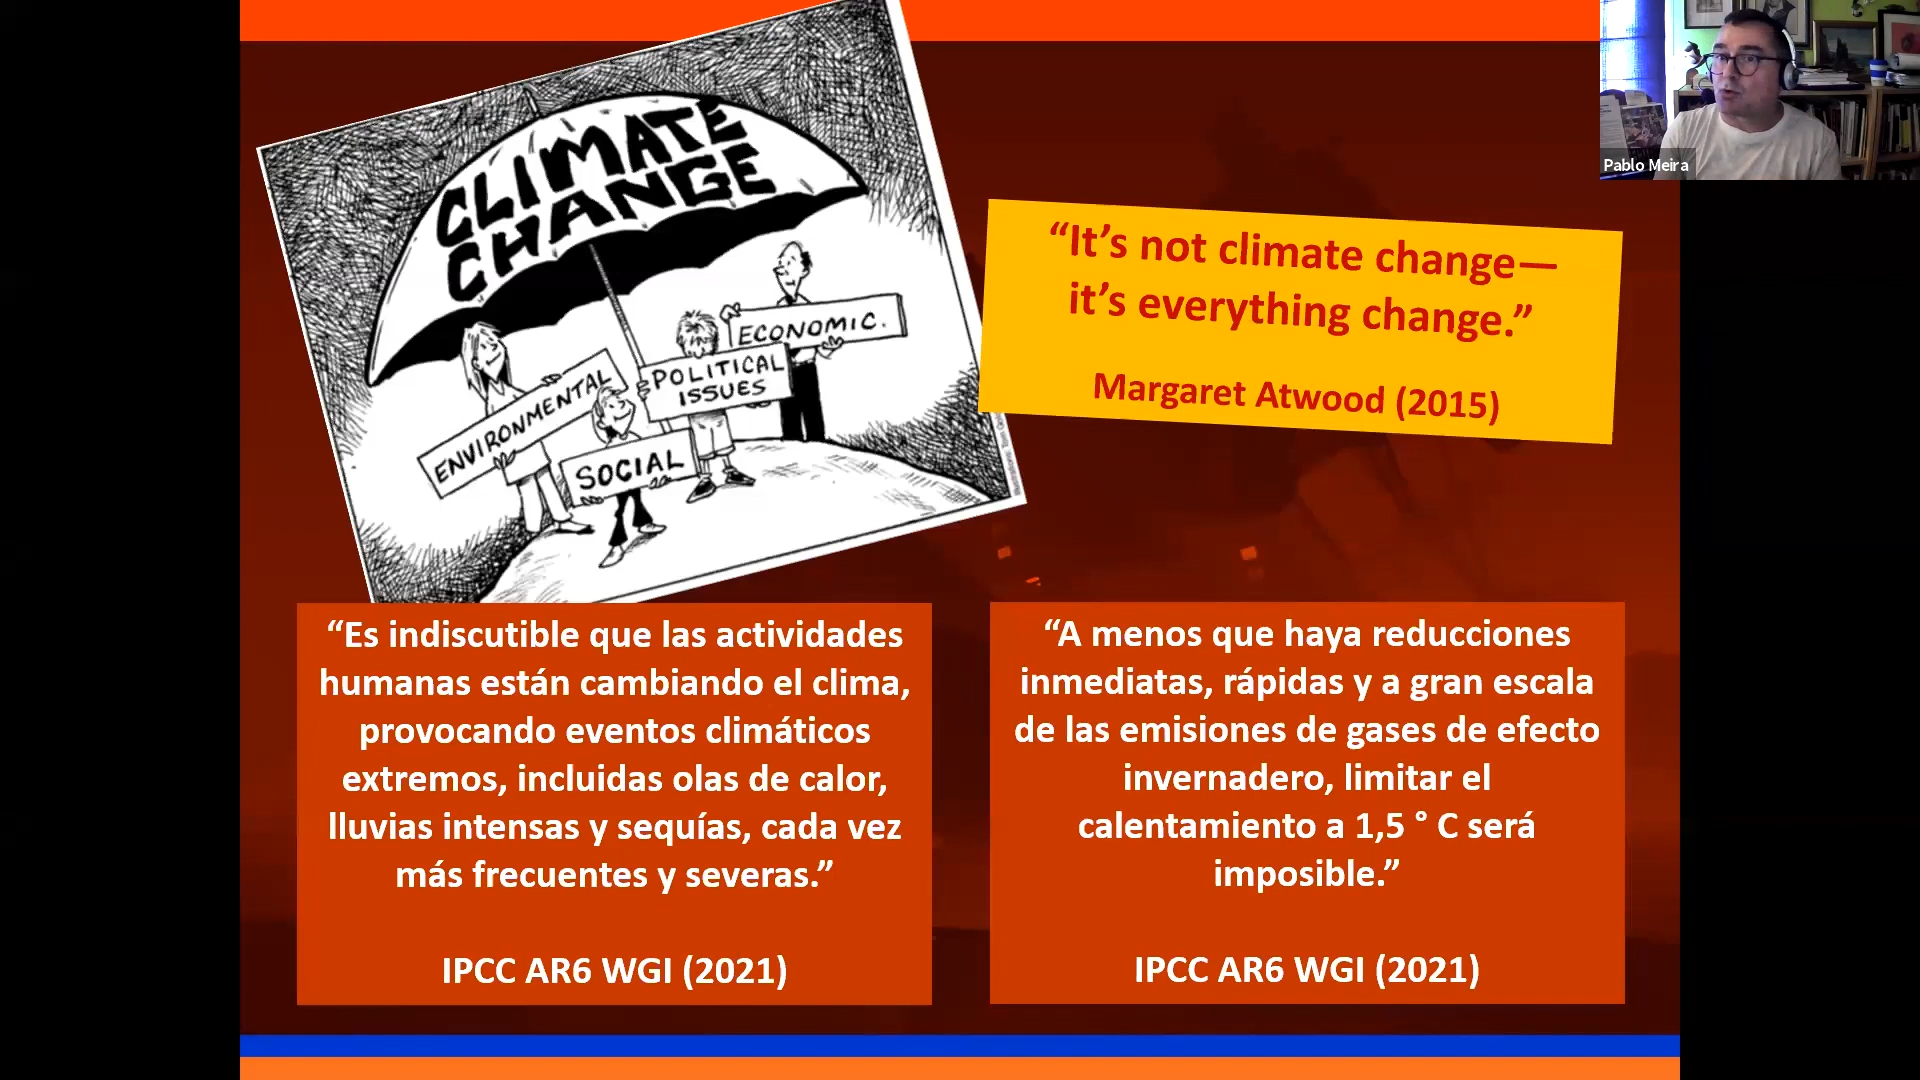 CLIMATE
CHANGE
ECONOMIC.
POLITICAL
ISSUES
ENVIRONMENTAL
SOCIAL
“It’s not climate change—
it’s everything change.”
Margaret Atwood (2015)
Pablo Meira
“Es indiscutible que las actividades
humanas están cambiando el clima,
provocando eventos climáticos
extremos, incluidas olas de calor,
lluvias intensas y sequías, cada vez
más frecuentes y severas.”
IPCC AR6 WGI (2021)
“A menos que haya reducciones
inmediatas, rápidas y a gran escala
de las emisiones de gases de efecto
invernadero, limitar el
calentamiento a 1,5 ° C será
imposible.”
IPCC AR6 WGI (2021)